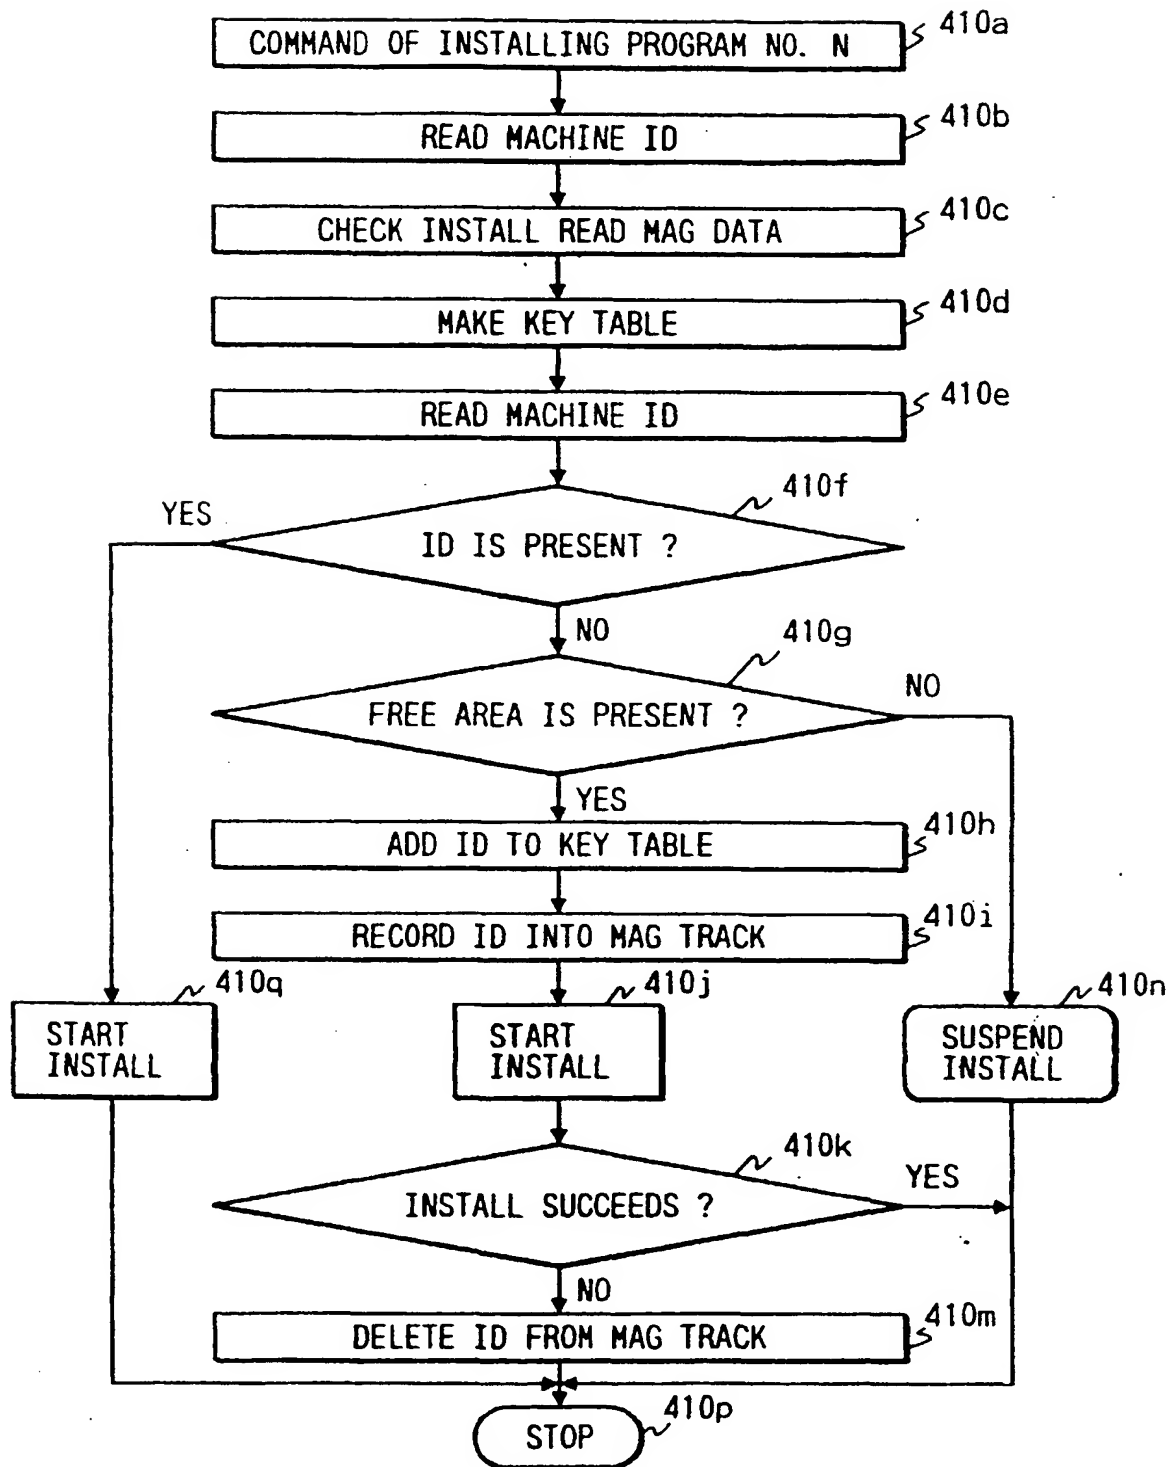 COMMAND OF INSTALLING PROGRAM NO. N
410a
READ MACHINE ID
410b
CHECK INSTALL READ MAG DATA
410c
MAKE KEY TABLE
410d
READ MACHINE ID
410e
410f
YES
ID IS PRESENT ?
NO
410g
NO
FREE AREA IS PRESENT ?
YES
ADD ID TO KEY TABLE
410h
RECORD ID INTO MAG TRACK
410i
410q
410j
410n
START
INSTALL
START
INSTALL
SUSPEND
INSTALL
410k
YES
INSTALL SUCCEEDS ?
NO
DELETE ID FROM MAG TRACK
410m
410p
STOP